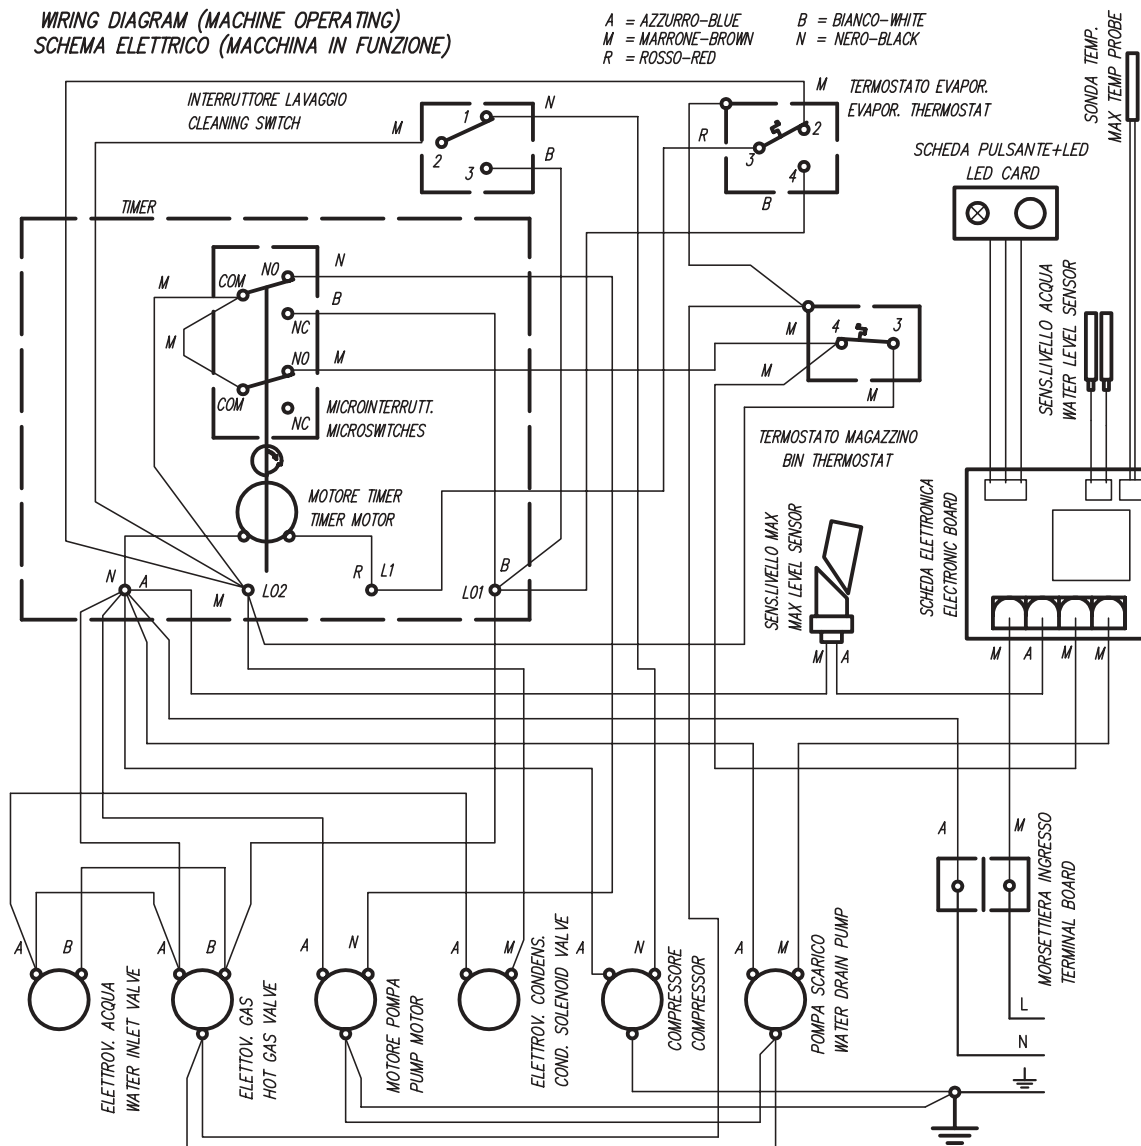 WIRING DIAGRAM (MACHINE OPERATING)
SCHEMA ELETTRICO (MACCHINA IN FUNZIONE)
A = AZZURRO-BLUE
M = MARRONE-BROWN
R = ROSSO-RED
B = BIANCO-WHITE
N = NERO-BLACK
SONDA TEMP.
MAX TEMP PROBE
INTERRUTTORE LAVAGGIO
CLEANING SWITCH
M
1
2
3
N
B
M
TERMOSTATO EVAPOR.
EVAPOR. THERMOSTAT
R
2
3
4
B
SCHEDA PULSANTE+LED
LED CARD
TIMER
M
COM
NO
N
B
NC
M
NO
M
COM
NC
MICROINTERRUTT.
MICROSWITCHES
M
4
3
M
M
TERMOSTATO MAGAZZINO
BIN THERMOSTAT
SENS.LIVELLO ACQUA
WATER LEVEL SENSOR
MOTORE TIMER
TIMER MOTOR
SENS.LIVELLO MAX
MAX LEVEL SENSOR
SCHEDA ELETTRONICA
ELECTRONIC BOARD
N
A
M
LO2
R
L1
B
LO1
M
A
M
A
M
M
A
M
MORSETTIERA INGRESSO
TERMINAL BOARD
L
N
A
B
ELETTROV. ACQUA
WATER INLET VALVE
A
B
ELETTOV. GAS
HOT GAS VALVE
A
N
MOTORE POMPA
PUMP MOTOR
A
M
ELETTROV. CONDENS.
COND. SOLENOID VALVE
A
N
COMPRESSORE
COMPRESSOR
A
M
POMPA SCARICO
WATER DRAIN PUMP